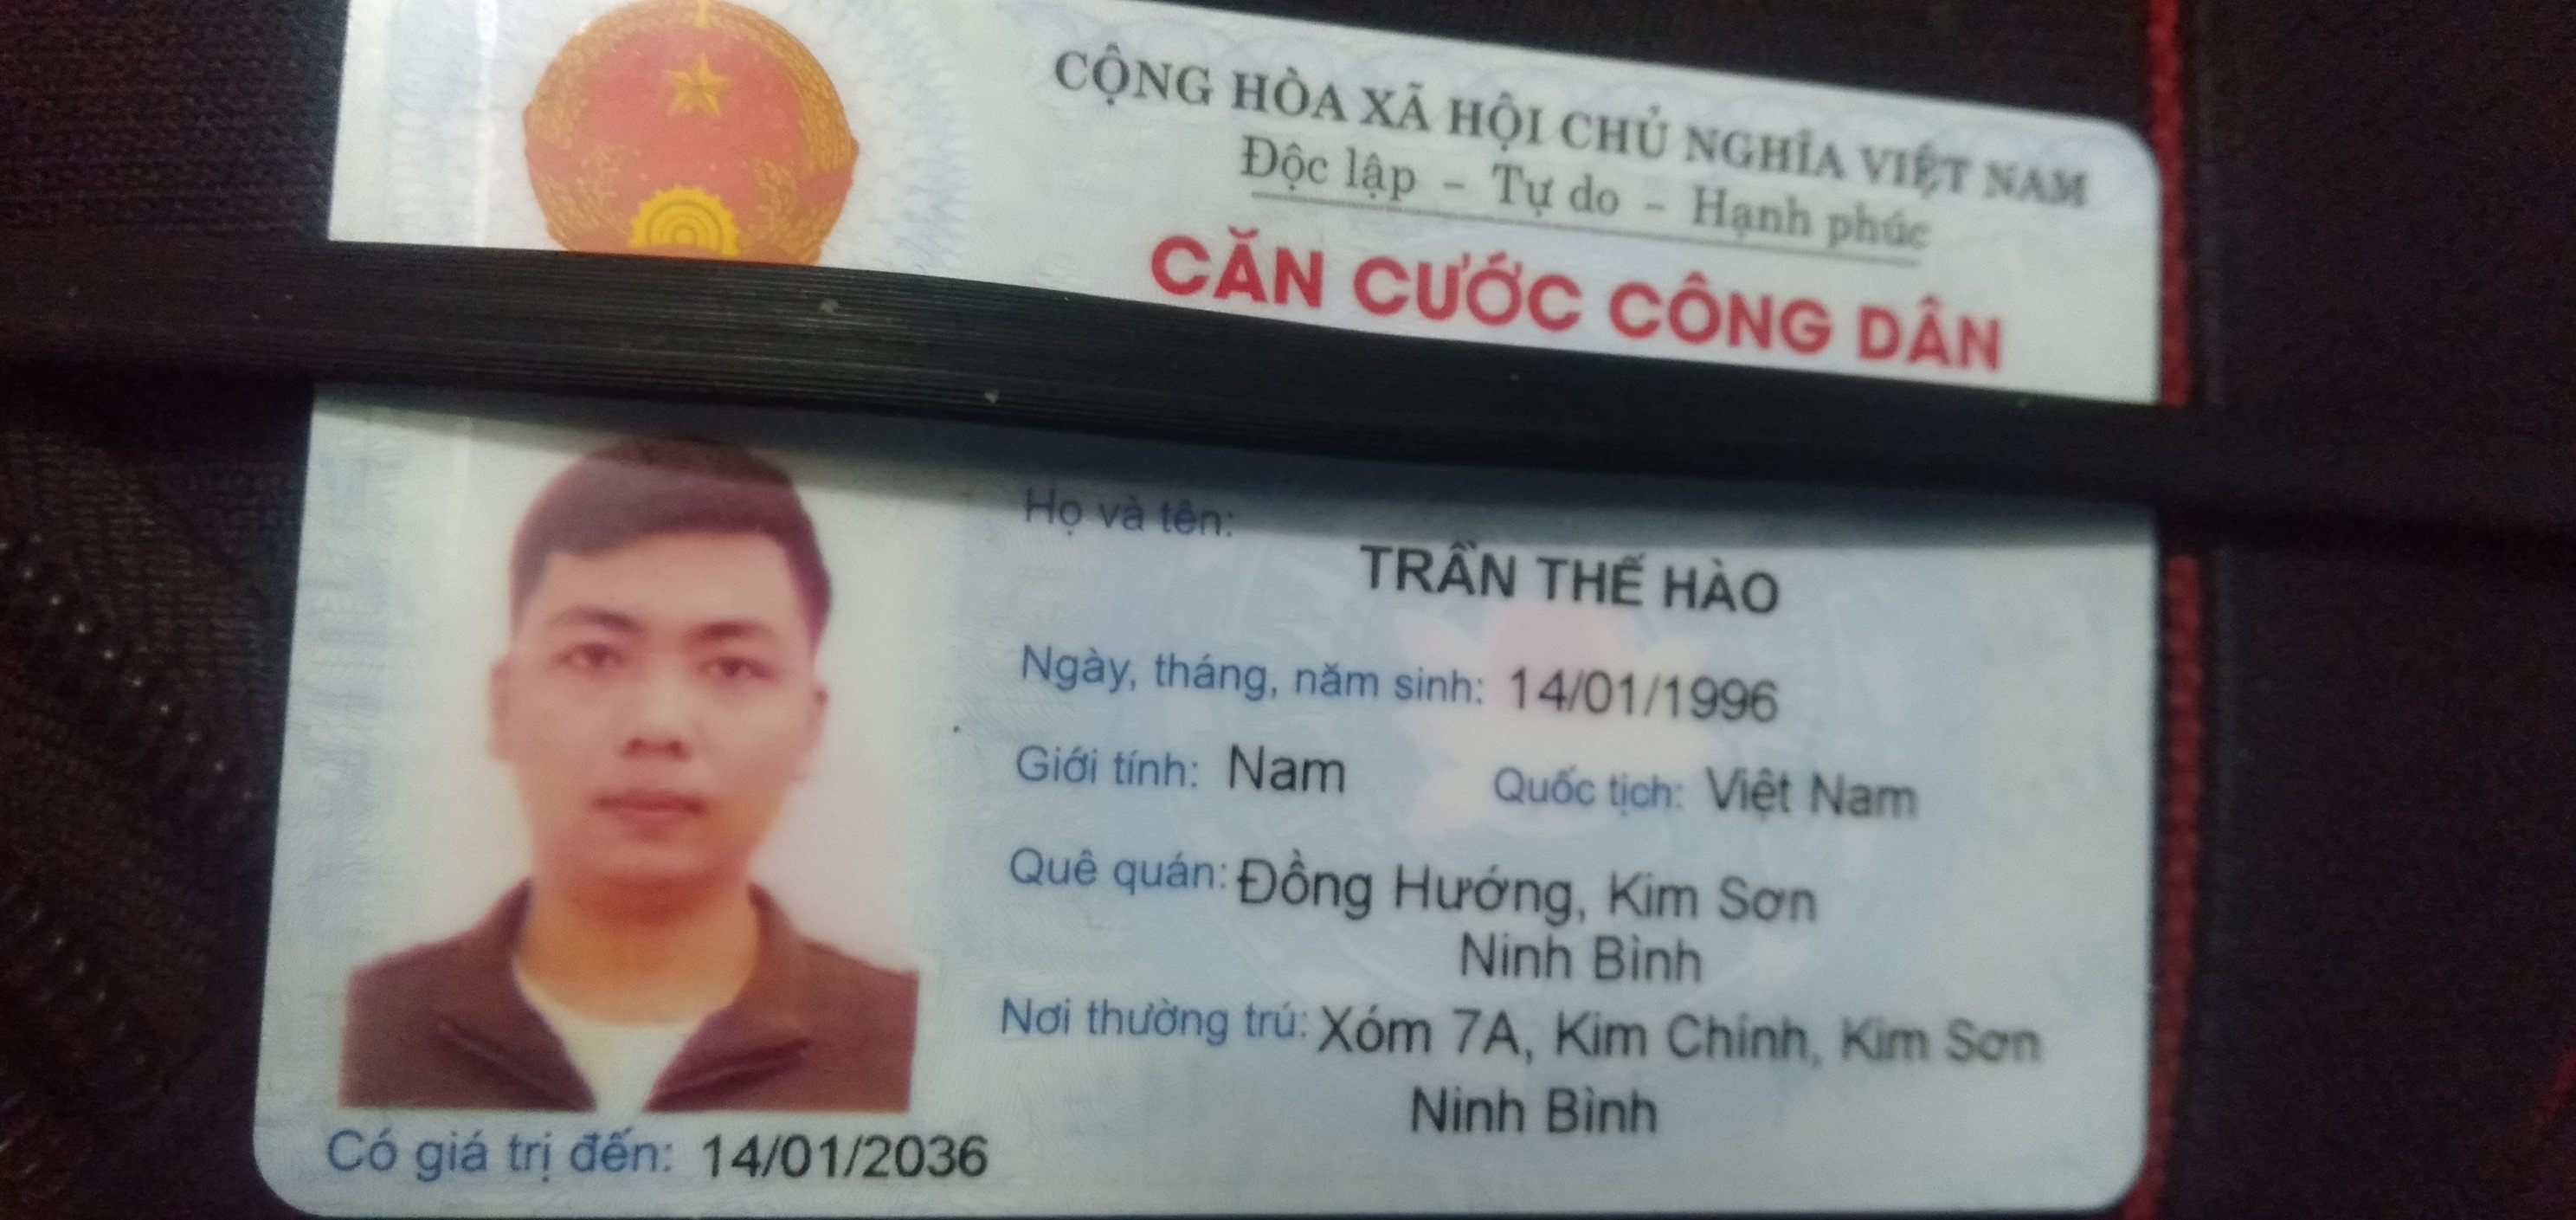 CỘNG HÒA XÃ HỘI CHỦ NGHĨA VIỆT NAM
Độc lập - Tự do - Hạnh phúc
CĂN CƯỚC CÔNG DÂN
Họ và tên:
TRẦN THẾ HÀO
Ngày, tháng, năm sinh: 14/01/1996
Giới tính: Nam Quốc tịch: Việt Nam
Quê quán: Đồng Hướng, Kim Sơn
Ninh Bình
Nơi thường trú: Xóm 7A, Kim Chính, Kim Sơn
Ninh Bình
Có giá trị đến: 14/01/2036